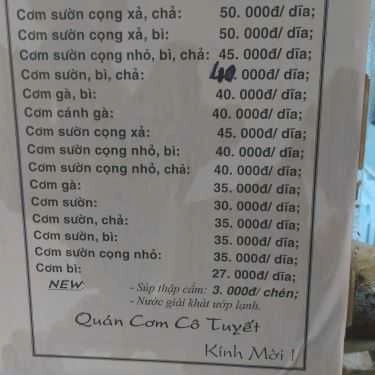 Cơm sườn cọng xả, chả: 50. 000đ/ dĩa;
Cơm sườn cọng xả, bì: 50. 000đ/ dĩa;
Cơm sườn cọng nhỏ, bì, chả: 45. 000đ/ dĩa;
Cơm sườn, bì, chả: 40. 000đ/ dĩa;
Cơm gà, bì: 40. 000đ/ dĩa;
Cơm cánh gà: 40. 000đ/ dĩa;
Cơm sườn cọng xả: 45. 000đ/ dĩa;
Cơm sườn cọng nhỏ, bì: 40. 000đ/ dĩa;
Cơm sườn cọng nhỏ, chả: 40. 000đ/ dĩa;
Cơm gà: 35. 000đ/ dĩa;
Cơm sườn: 30. 000đ/ dĩa;
Cơm sườn, chả: 35. 000đ/ dĩa;
Cơm sườn, bì: 35. 000đ/ dĩa;
Cơm sườn cọng nhỏ: 35. 000đ/ dĩa;
Cơm bì: 27. 000đ/ dĩa;
NEW - Súp thập cẩm: 3. 000đ/ chén;
- Nước giải khát ướp lạnh.
Quán Cơm Cô Tuyết
Kính Mời !